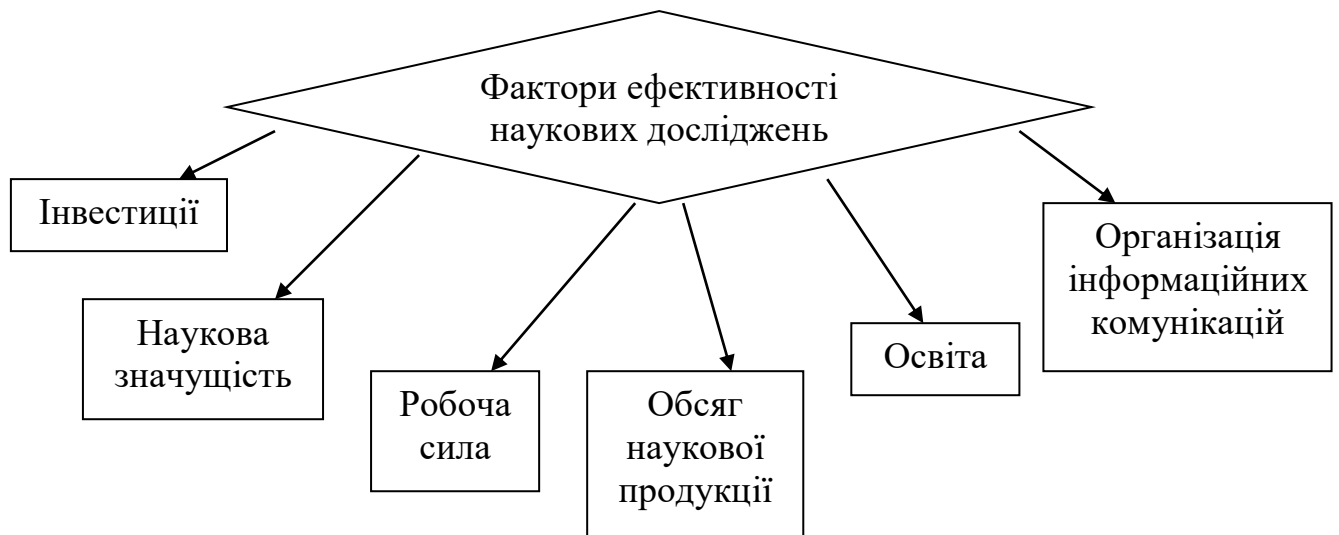 Фактори ефективності
наукових досліджень
Інвестиції
Наукова
значущість
Робоча
сила
Обсяг
наукової
продукції
Освіта
Організація
інформаційних
комунікацій